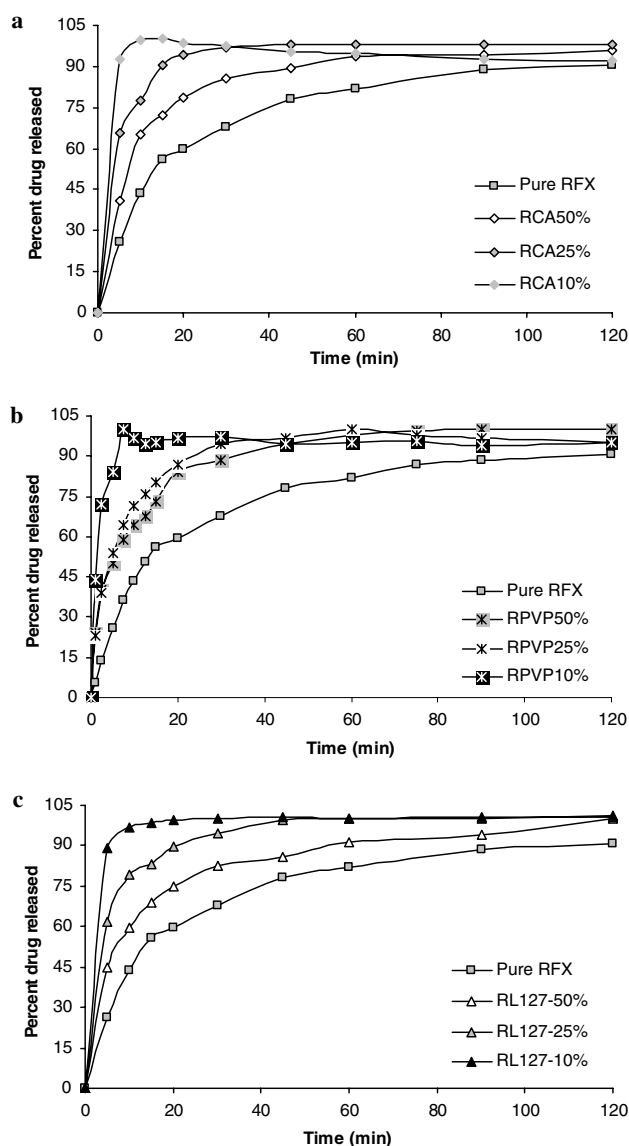 a
105
90
75
60
45
30
15
0
Percent drug released
Pure RFX
RCA50%
RCA25%
RCA10%
0 20 40 60 80 100 120
Time (min)
b
105
90
75
60
45
30
15
0
Percent drug released
Pure RFX
RPVP50%
RPVP25%
RPVP10%
0 20 40 60 80 100 120
Time (min)
c
105
90
75
60
45
30
15
0
Percent drug released
Pure RFX
RL127-50%
RL127-25%
RL127-10%
0 20 40 60 80 100 120
Time (min)